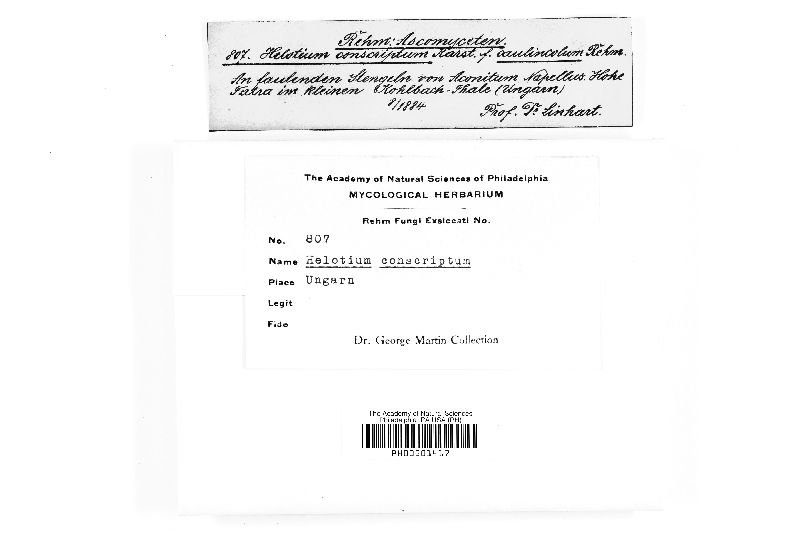 Rehm: Ascomyceten.
807. Helotium conscriptum Karst. f. caulincolum Rehm.
An faulenden Stengeln von Aconitum Napellus. Hohe
Tatra im kleinen Kohlbach-Thale (Ungarn)
8/1884
Prof. Dr. Linhart.
The Academy of Natural Sciences of Philadelphia
MYCOLOGICAL HERBARIUM
Rehm Fungi Exsiccati No.
No. 807
Name Helotium conscriptum
Place Ungarn
Legit
Fide
Dr. George Martin Collection
The Academy of Natural Sciences
Philadelphia, PA USA (PH)